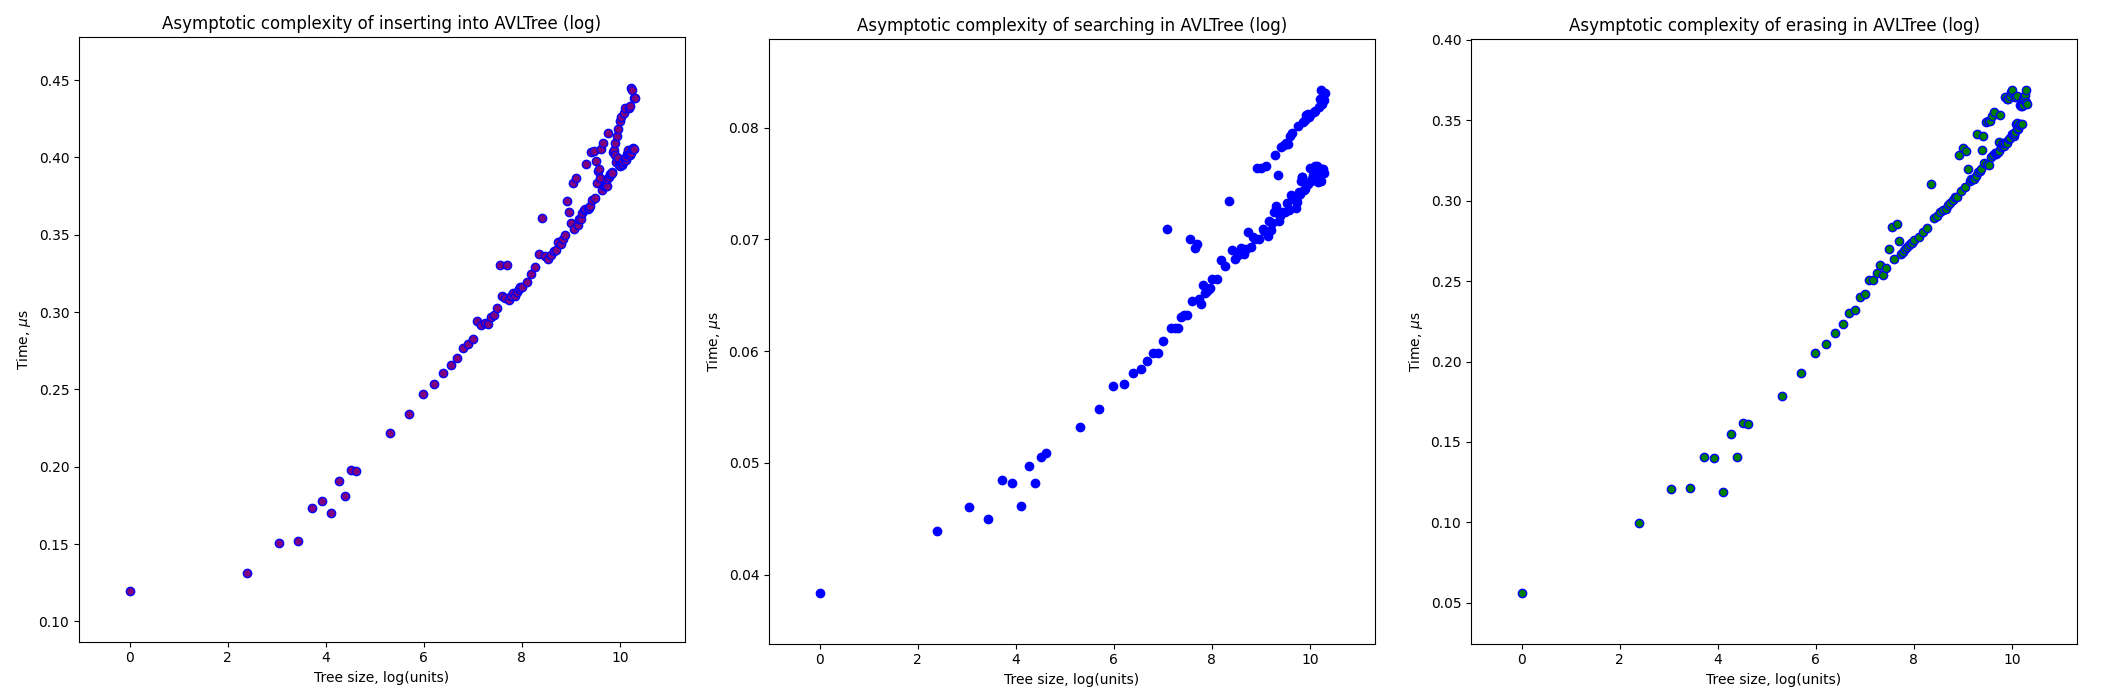 Asymptotic complexity of inserting into AVLTree (log)
0.45
0.40
0.35
0.30
0.25
0.20
0.15
0.10
Time, μs
0 2 4 6 8 10
Tree size, log(units)
Asymptotic complexity of searching in AVLTree (log)
0.08
0.07
0.06
0.05
0.04
Time, μs
0 2 4 6 8 10
Tree size, log(units)
Asymptotic complexity of erasing in AVLTree (log)
0.40
0.35
0.30
0.25
0.20
0.15
0.10
0.05
Time, μs
0 2 4 6 8 10
Tree size, log(units)